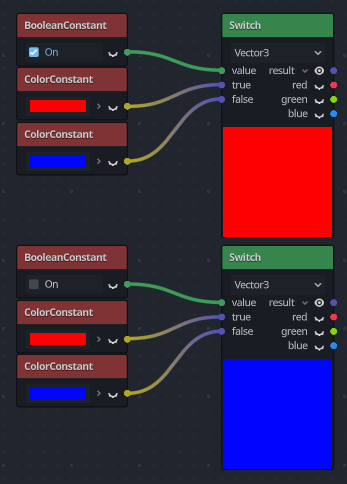 BooleanConstant
On
ColorConstant
ColorConstant
Switch
Vector3
value result
true red
false green
blue
BooleanConstant
On
ColorConstant
ColorConstant
Switch
Vector3
value result
true red
false green
blue